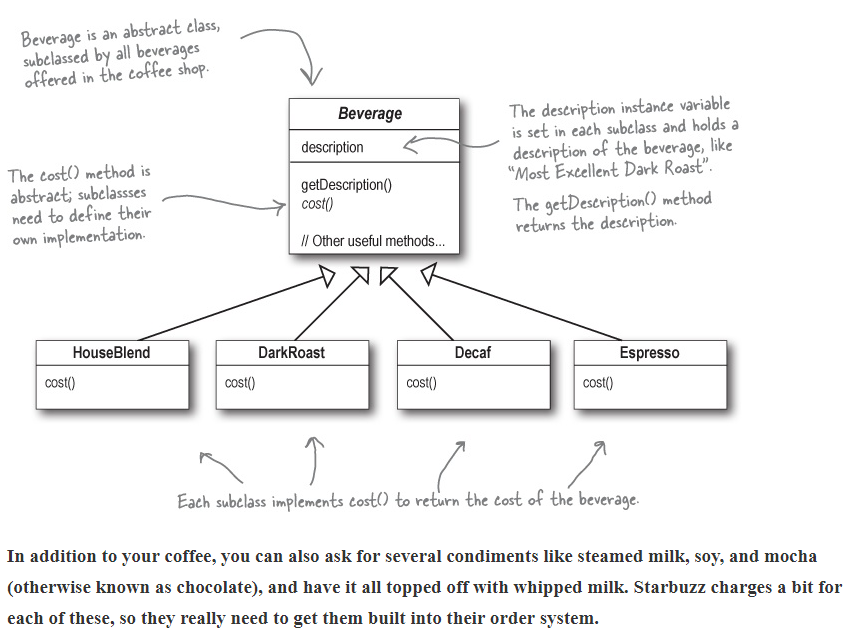 Beverage is an abstract class,
subclassed by all beverages
offered in the coffee shop.
Beverage
description
getDescription()
cost()
// Other useful methods...
The description instance variable
is set in each subclass and holds a
description of the beverage, like
“Most Excellent Dark Roast”.
The getDescription() method
returns the description.
The cost() method is
abstract; subclassses
need to define their
own implementation.
HouseBlend
cost()
DarkRoast
cost()
Decaf
cost()
Espresso
cost()
Each subclass implements cost() to return the cost of the beverage.
In addition to your coffee, you can also ask for several condiments like steamed milk, soy, and mocha
(otherwise known as chocolate), and have it all topped off with whipped milk. Starbuzz charges a bit for
each of these, so they really need to get them built into their order system.